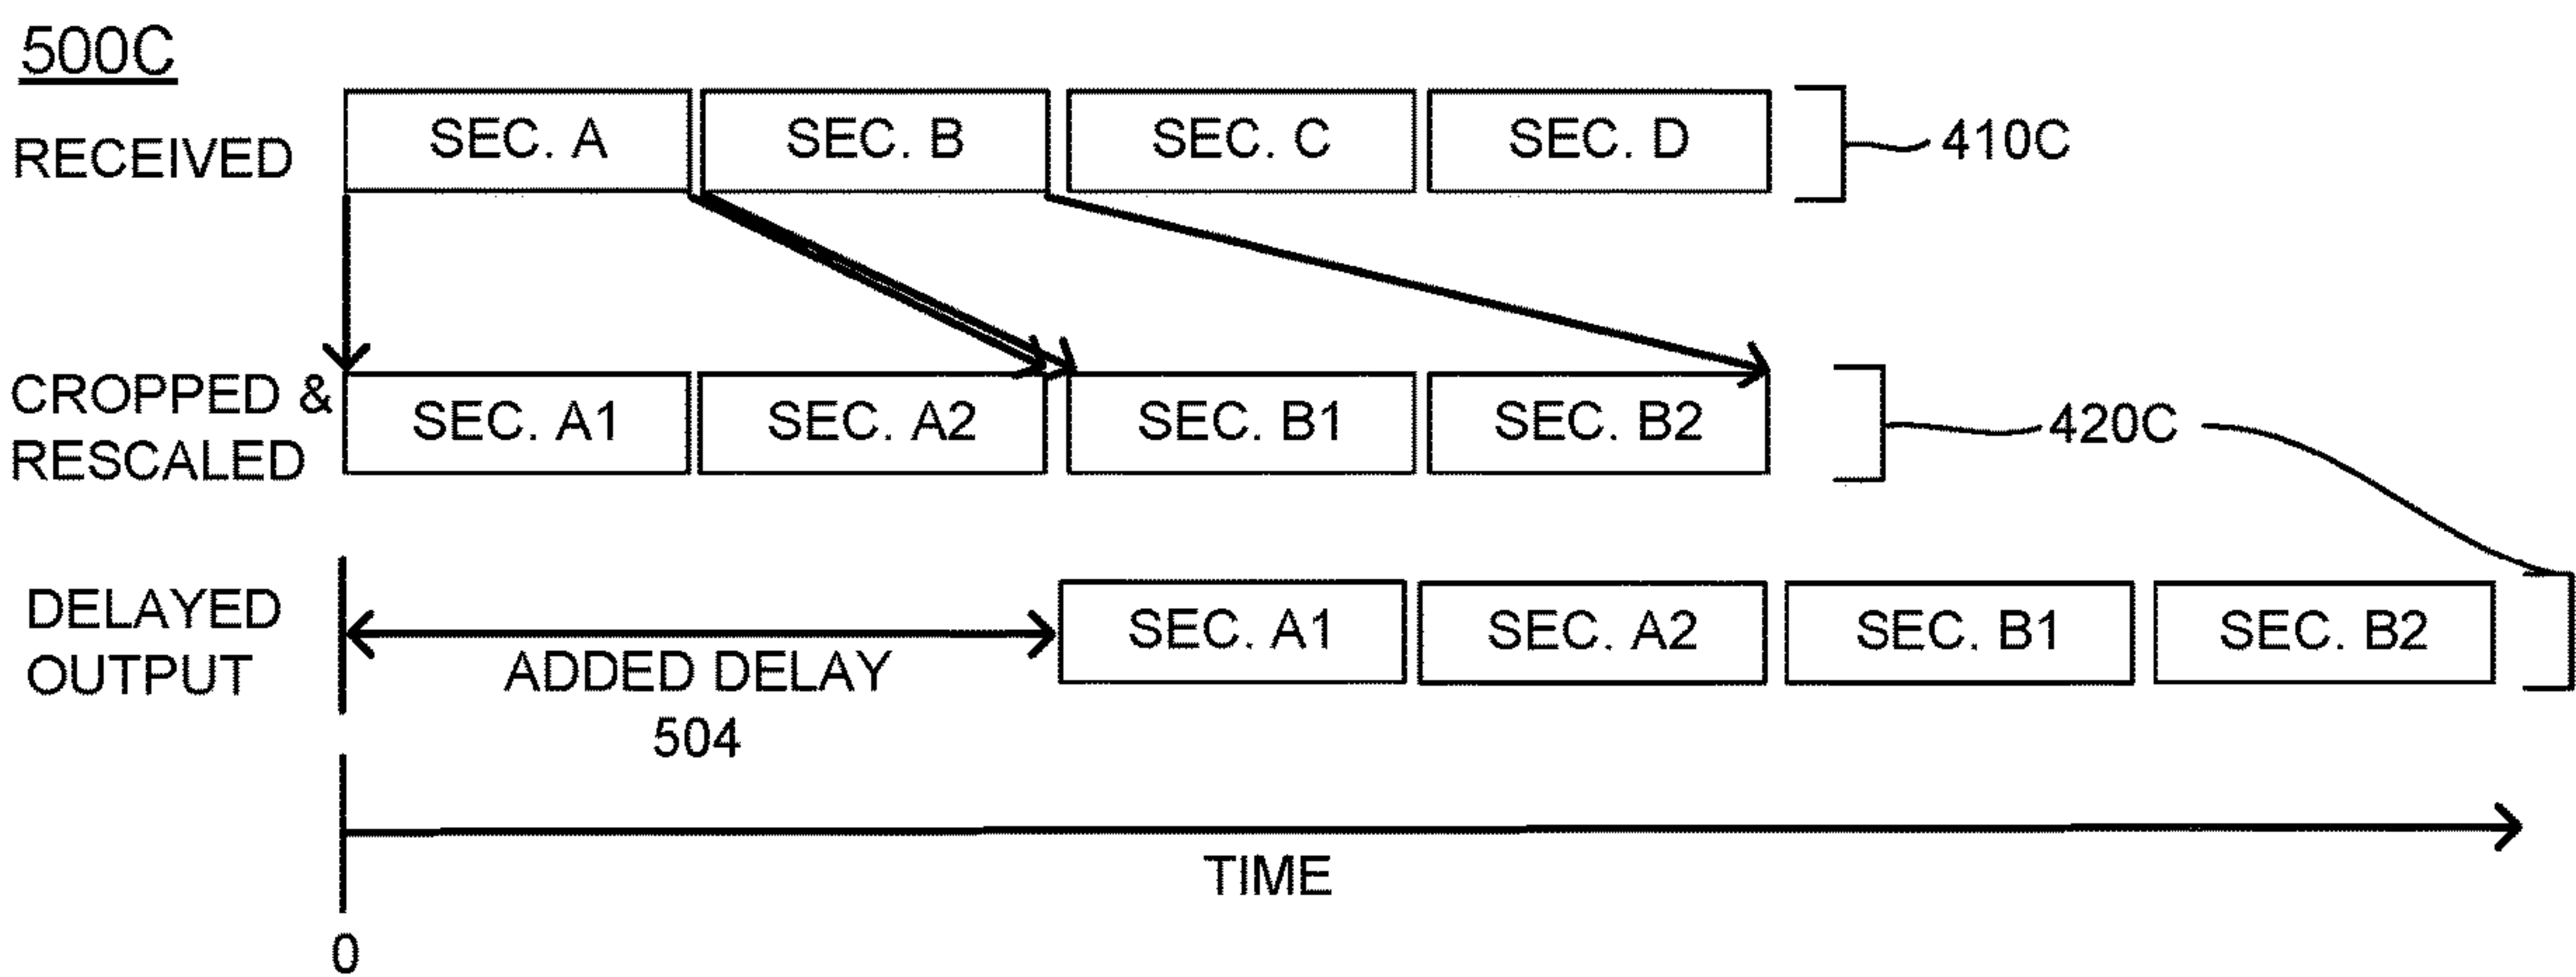 500C
RECEIVED
SEC. A
SEC. B
SEC. C
SEC. D
410C
CROPPED &
RESCALED
SEC. A1
SEC. A2
SEC. B1
SEC. B2
420C
DELAYED
OUTPUT
ADDED DELAY
504
SEC. A1
SEC. A2
SEC. B1
SEC. B2
TIME
0